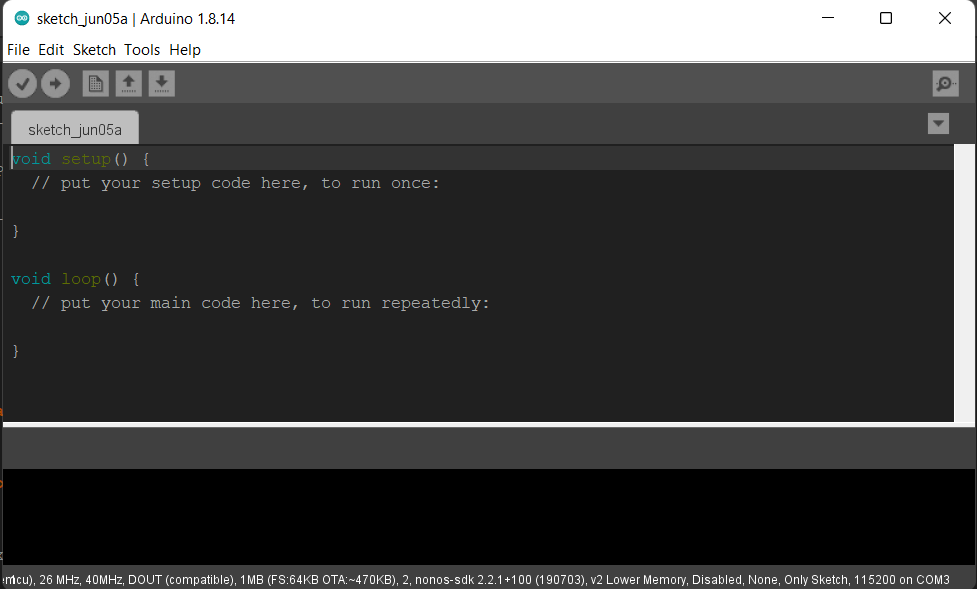 sketch_jun05a | Arduino 1.8.14
File Edit Sketch Tools Help
sketch_jun05a
void setup() {
  // put your setup code here, to run once:
}
void loop() {
  // put your main code here, to run repeatedly:
}
26 MHz, 40MHz, DOUT (compatible), 1MB (FS:64KB OTA:~470KB), 2, nonos-sdk 2.2.1+100 (190703), v2 Lower Memory, Disabled, None, Only Sketch, 115200 on COM3